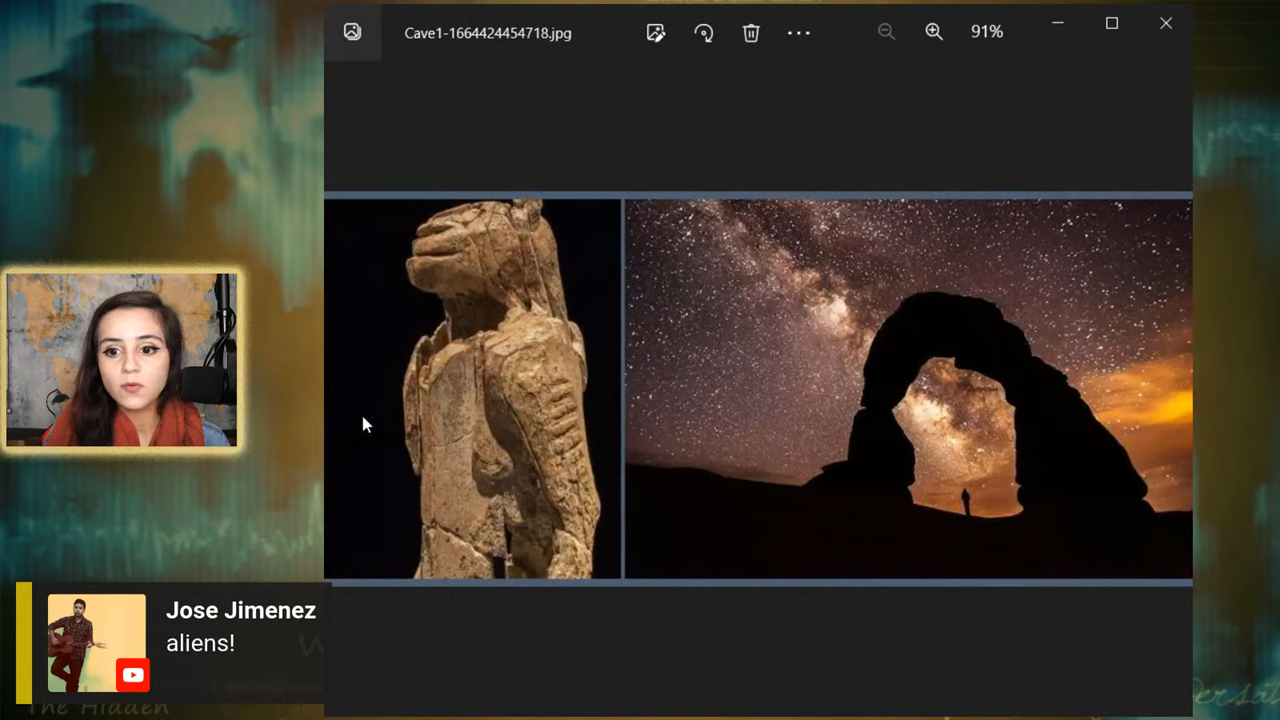 Cave1-1664424454718.jpg
91%
Jose Jimenez
aliens!
The Hidden